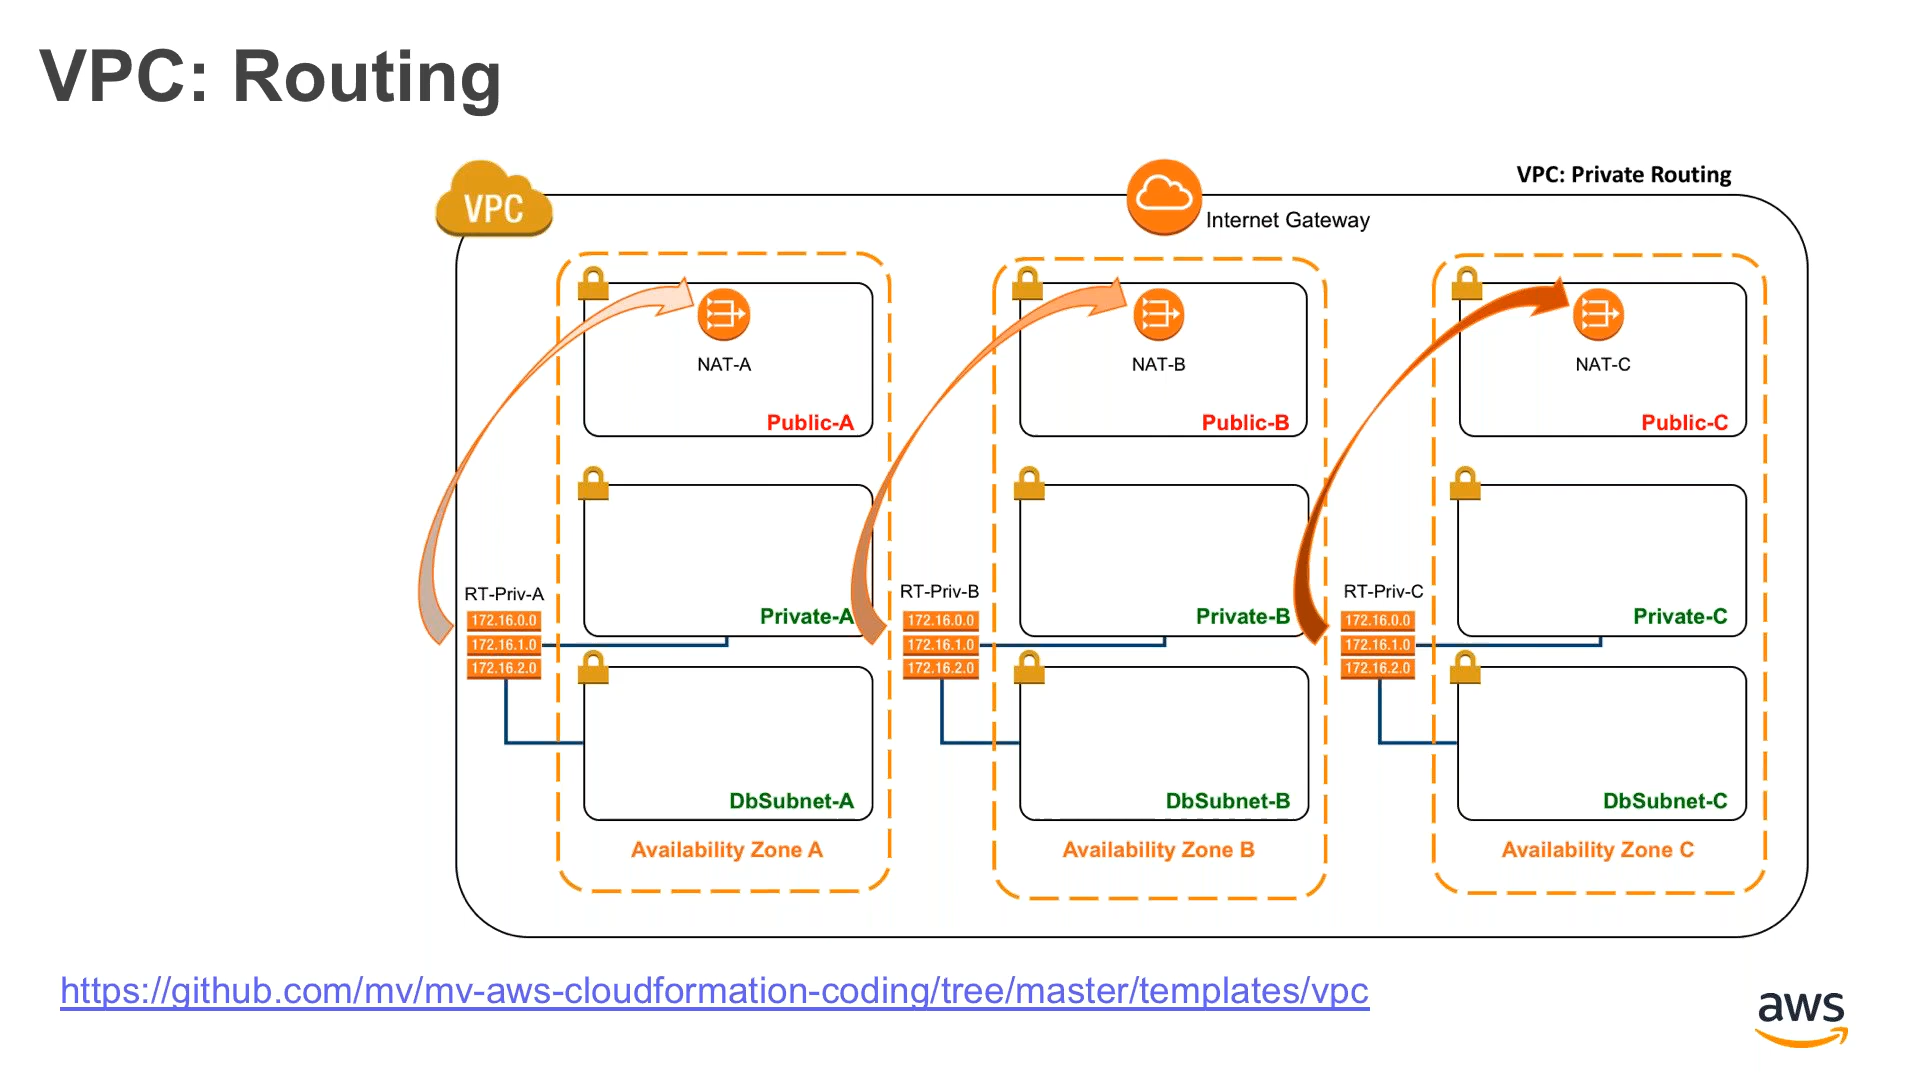 VPC: Routing
VPC: Private Routing
VPC
Internet Gateway
NAT-A
Public-A
NAT-B
Public-B
NAT-C
Public-C
RT-Priv-A
172.16.0.0
172.16.1.0
172.16.2.0
Private-A
RT-Priv-B
172.16.0.0
172.16.1.0
172.16.2.0
Private-B
RT-Priv-C
172.16.0.0
172.16.1.0
172.16.2.0
Private-C
DbSubnet-A
DbSubnet-B
DbSubnet-C
Availability Zone A
Availability Zone B
Availability Zone C
https://github.com/mv/mv-aws-cloudformation-coding/tree/master/templates/vpc
aws